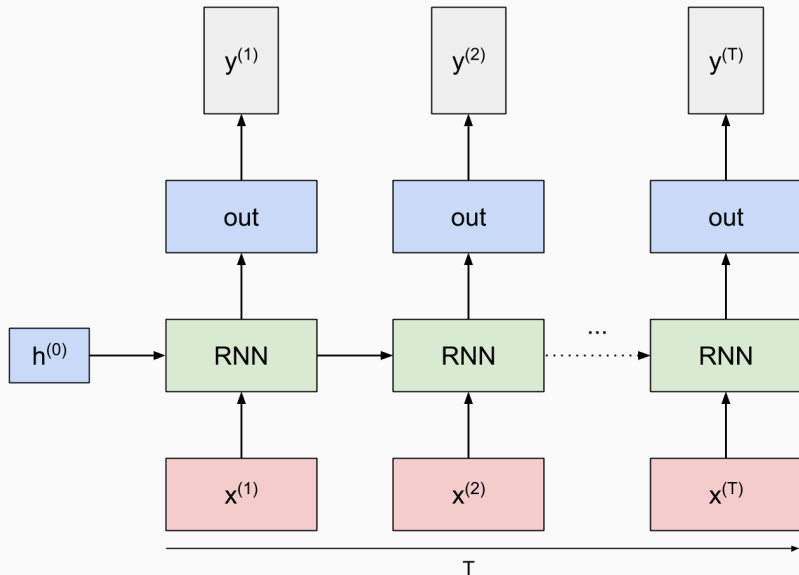 y(1) y(2) y(T)
out out out
...
h(0) RNN RNN RNN
x(1) x(2) x(T)
T